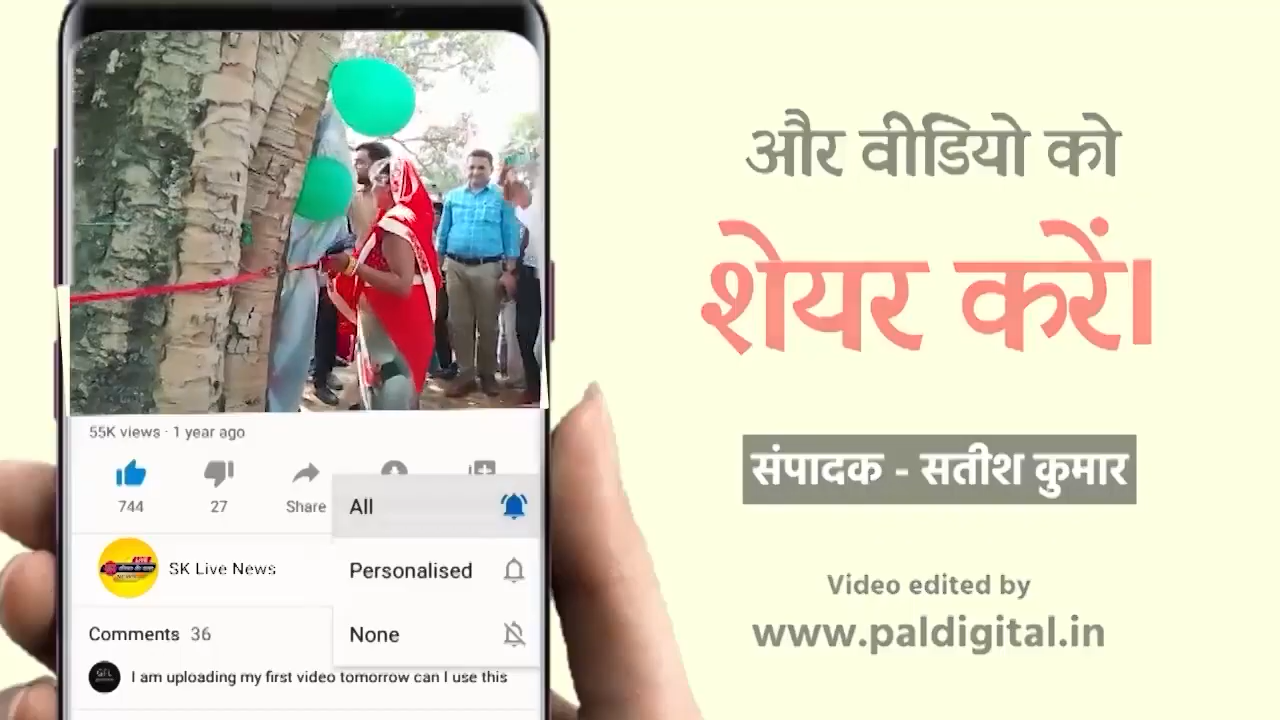 और वीडियो को
शेयर करें।
संपादक - सतीश कुमार
Video edited by
www.paldigital.in
55K views · 1 year ago
744
27
Share
All
Personalised
None
SK Live News
Comments 36
I am uploading my first video tomorrow can I use this